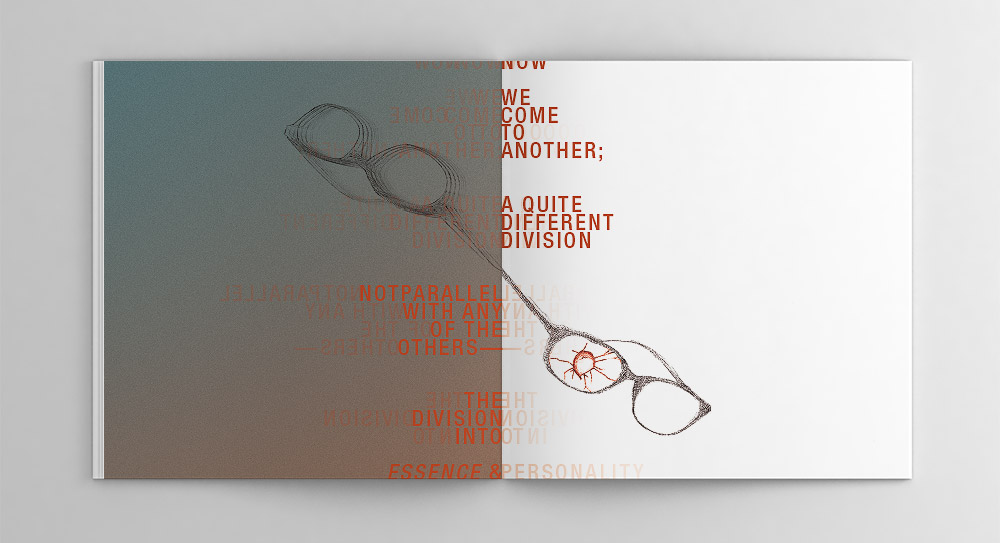 NOW
WE
COME
TO
ANOTHER;
A QUITE
DIFFERENT
DIVISION
NOTPARALLEL
WITH ANY
OF THE
OTHERS——
THE
DIVISION
INTO
ESSENCE & PERSONALITY